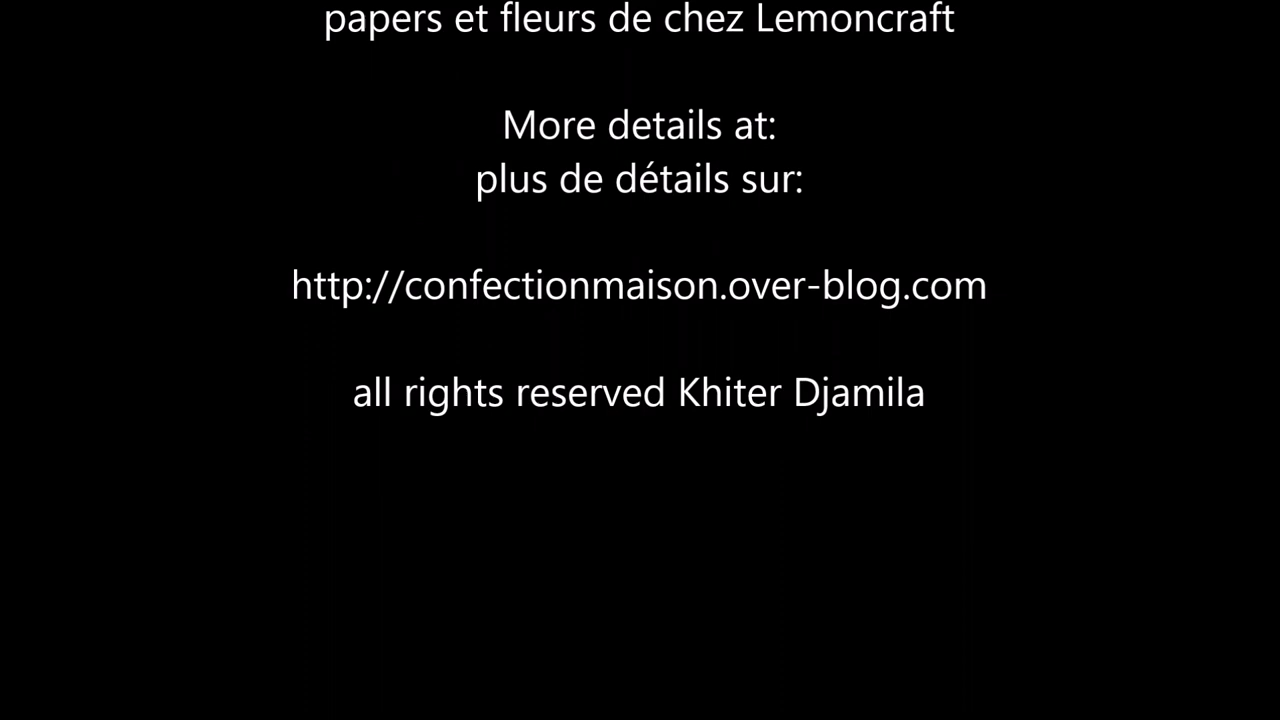 papers et fleurs de chez Lemoncraft
More details at:
plus de détails sur:
http://confectionmaison.over-blog.com
all rights reserved Khiter Djamila